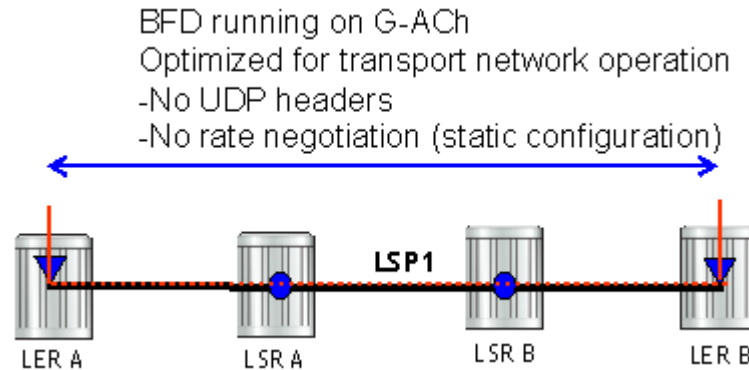 BFD running on G-ACh
Optimized for transport network operation
-No UDP headers
-No rate negotiation (static configuration)
LSP1
LER A
LSR A
LSR B
LER B